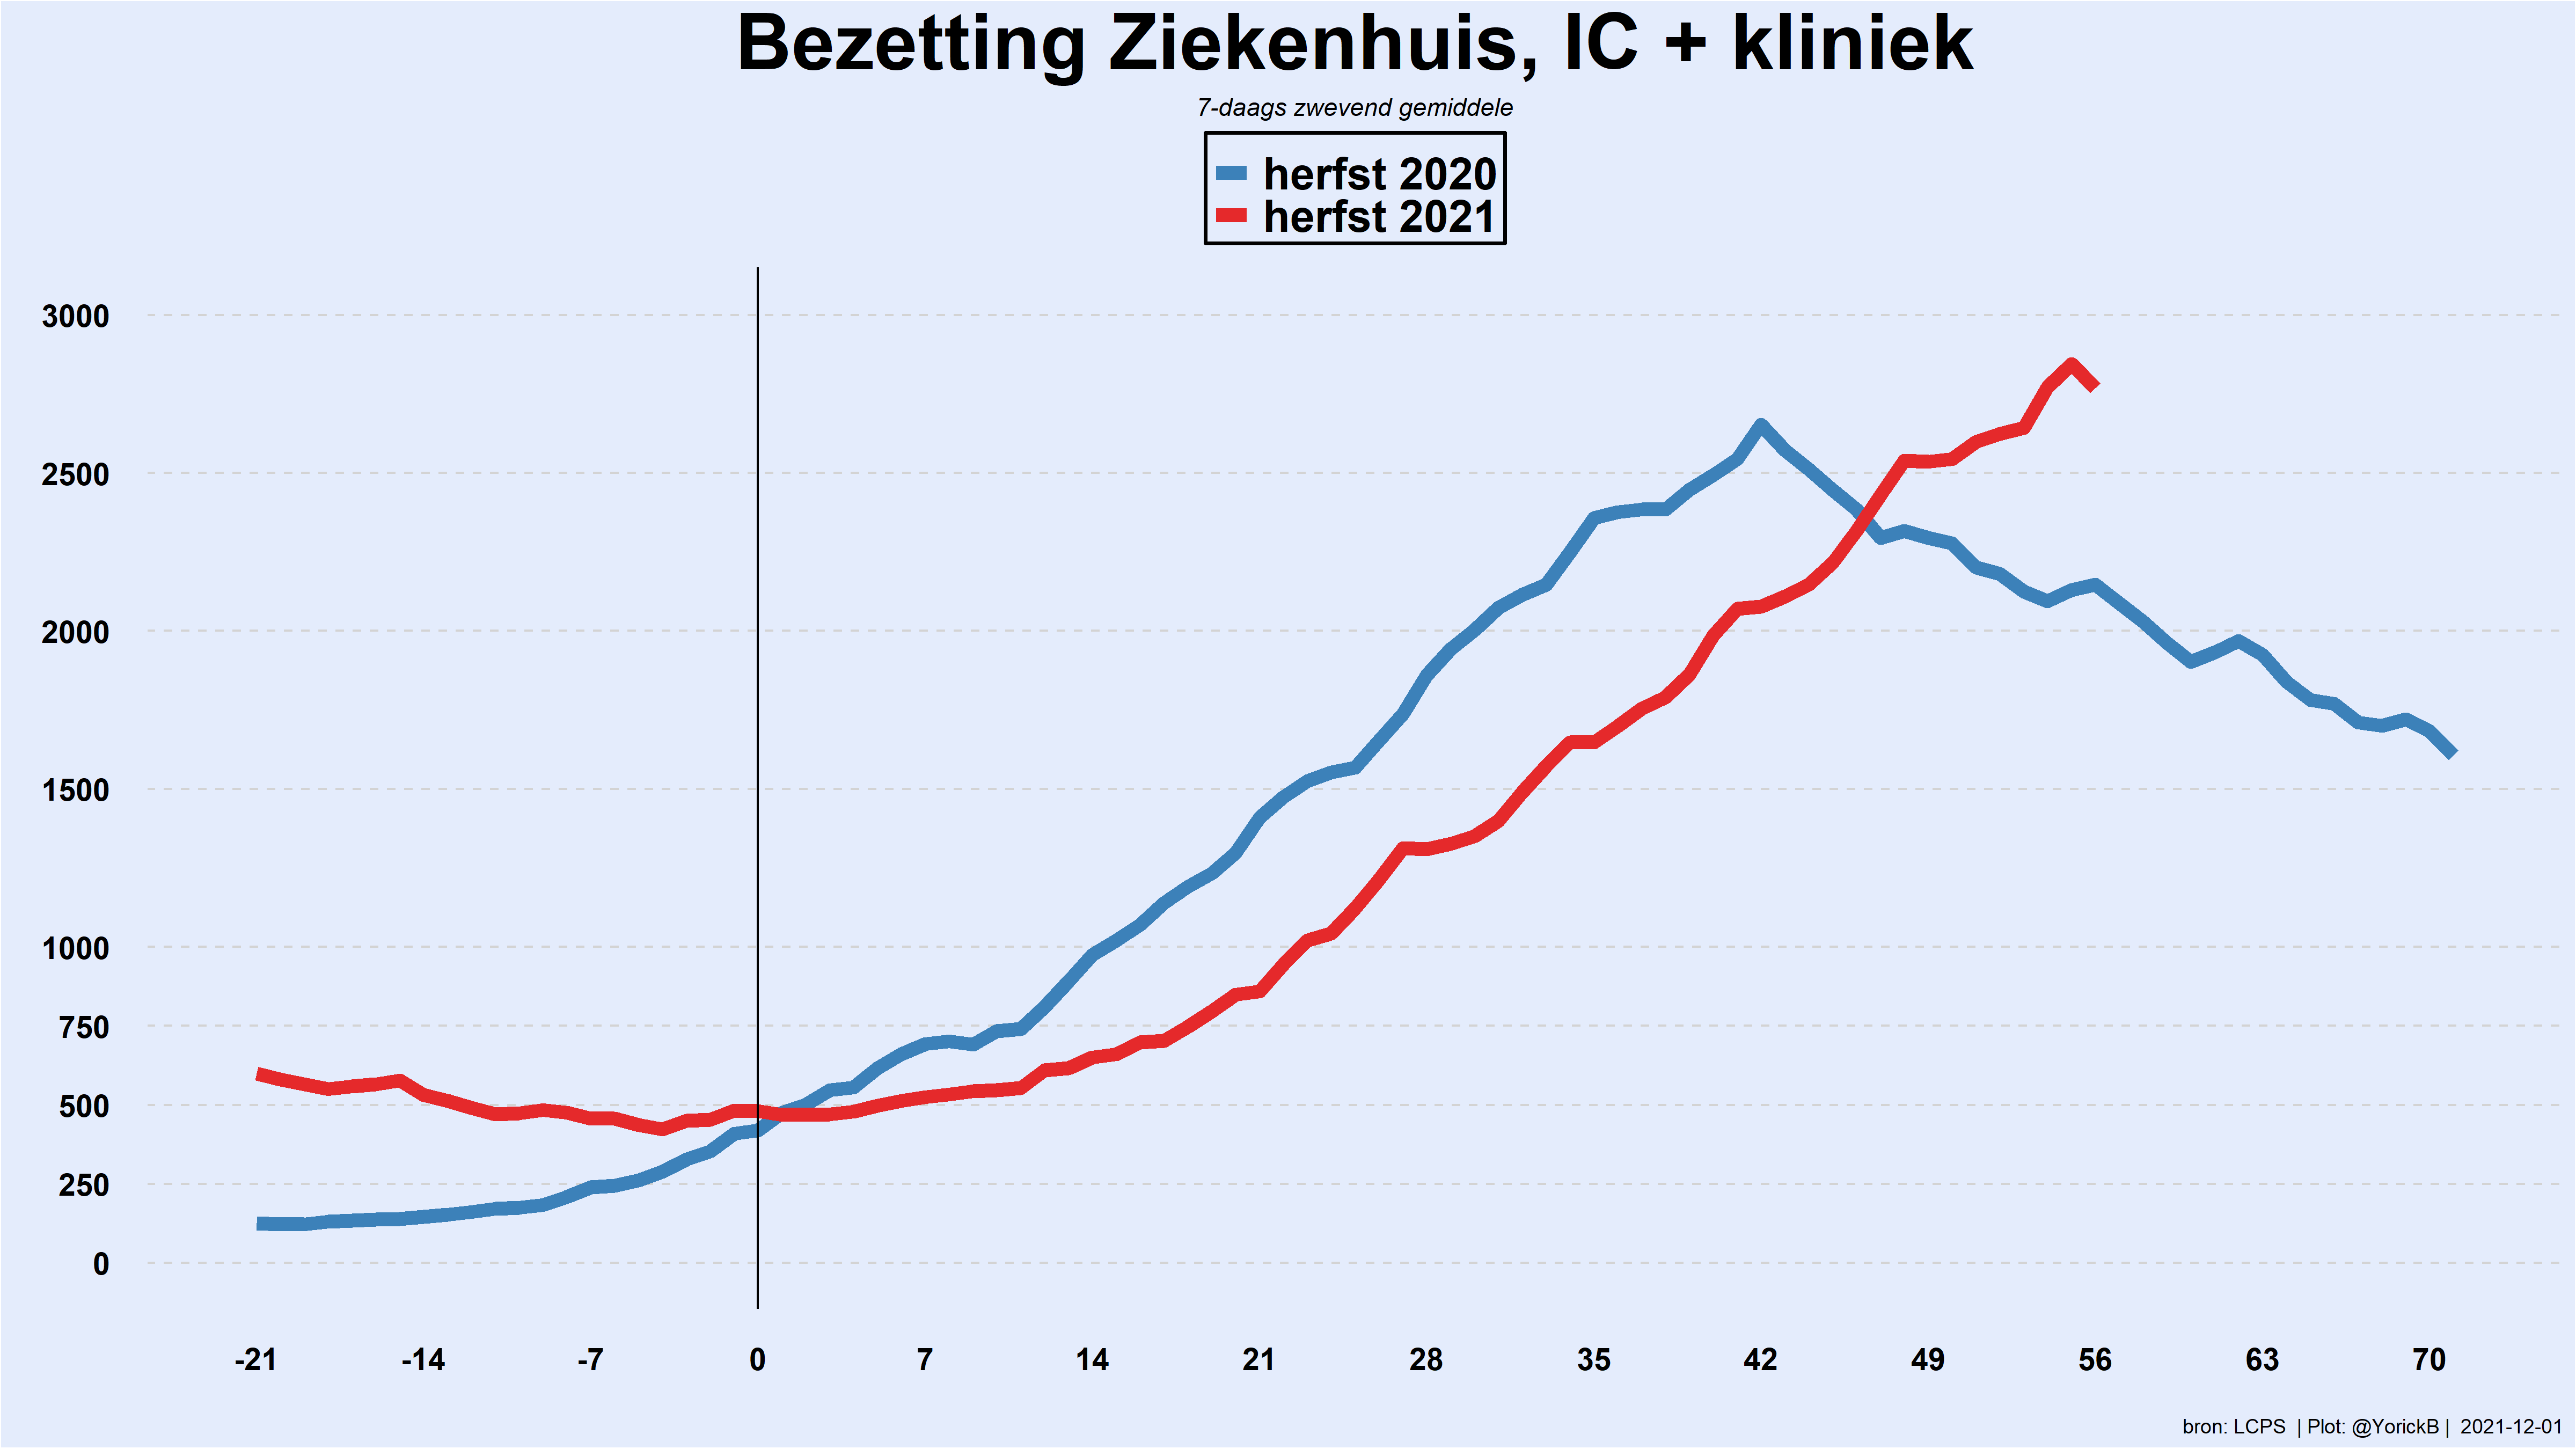 Bezetting Ziekenhuis, IC + kliniek
7-daags zwevend gemiddele
herfst 2020
herfst 2021
3000
2500
2000
1500
1000
750
500
250
0
-21 -14 -7 0 7 14 21 28 35 42 49 56 63 70
bron: LCPS | Plot: @YorickB | 2021-12-01